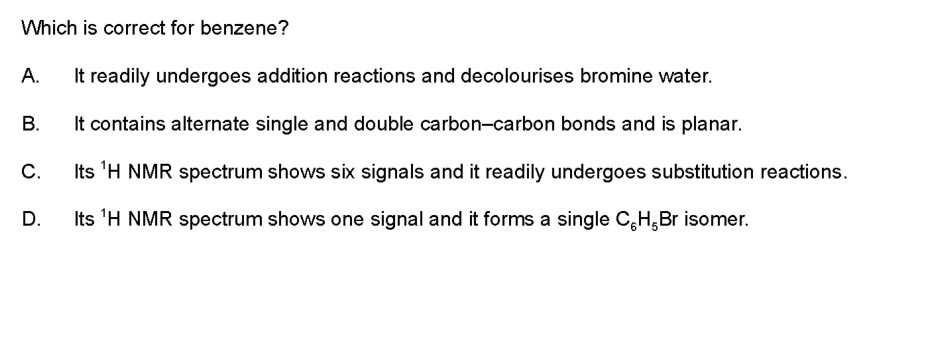 Which is correct for benzene?
A. It readily undergoes addition reactions and decolourises bromine water.
B. It contains alternate single and double carbon–carbon bonds and is planar.
C. Its ¹H NMR spectrum shows six signals and it readily undergoes substitution reactions.
D. Its ¹H NMR spectrum shows one signal and it forms a single C₆H₅Br isomer.